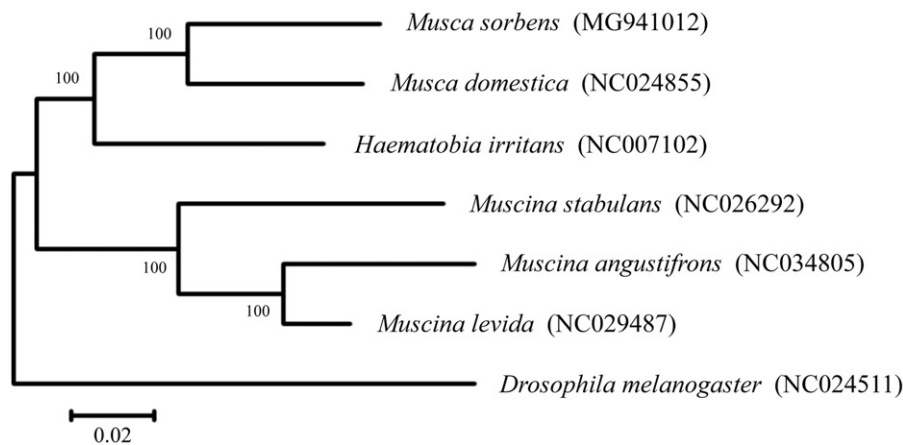 Musca sorbens (MG941012)
100
Musca domestica (NC024855)
100
Haematobia irritans (NC007102)
Muscina stabulans (NC026292)
Muscina angustifrons (NC034805)
100
100
Muscina levida (NC029487)
Drosophila melanogaster (NC024511)
0.02